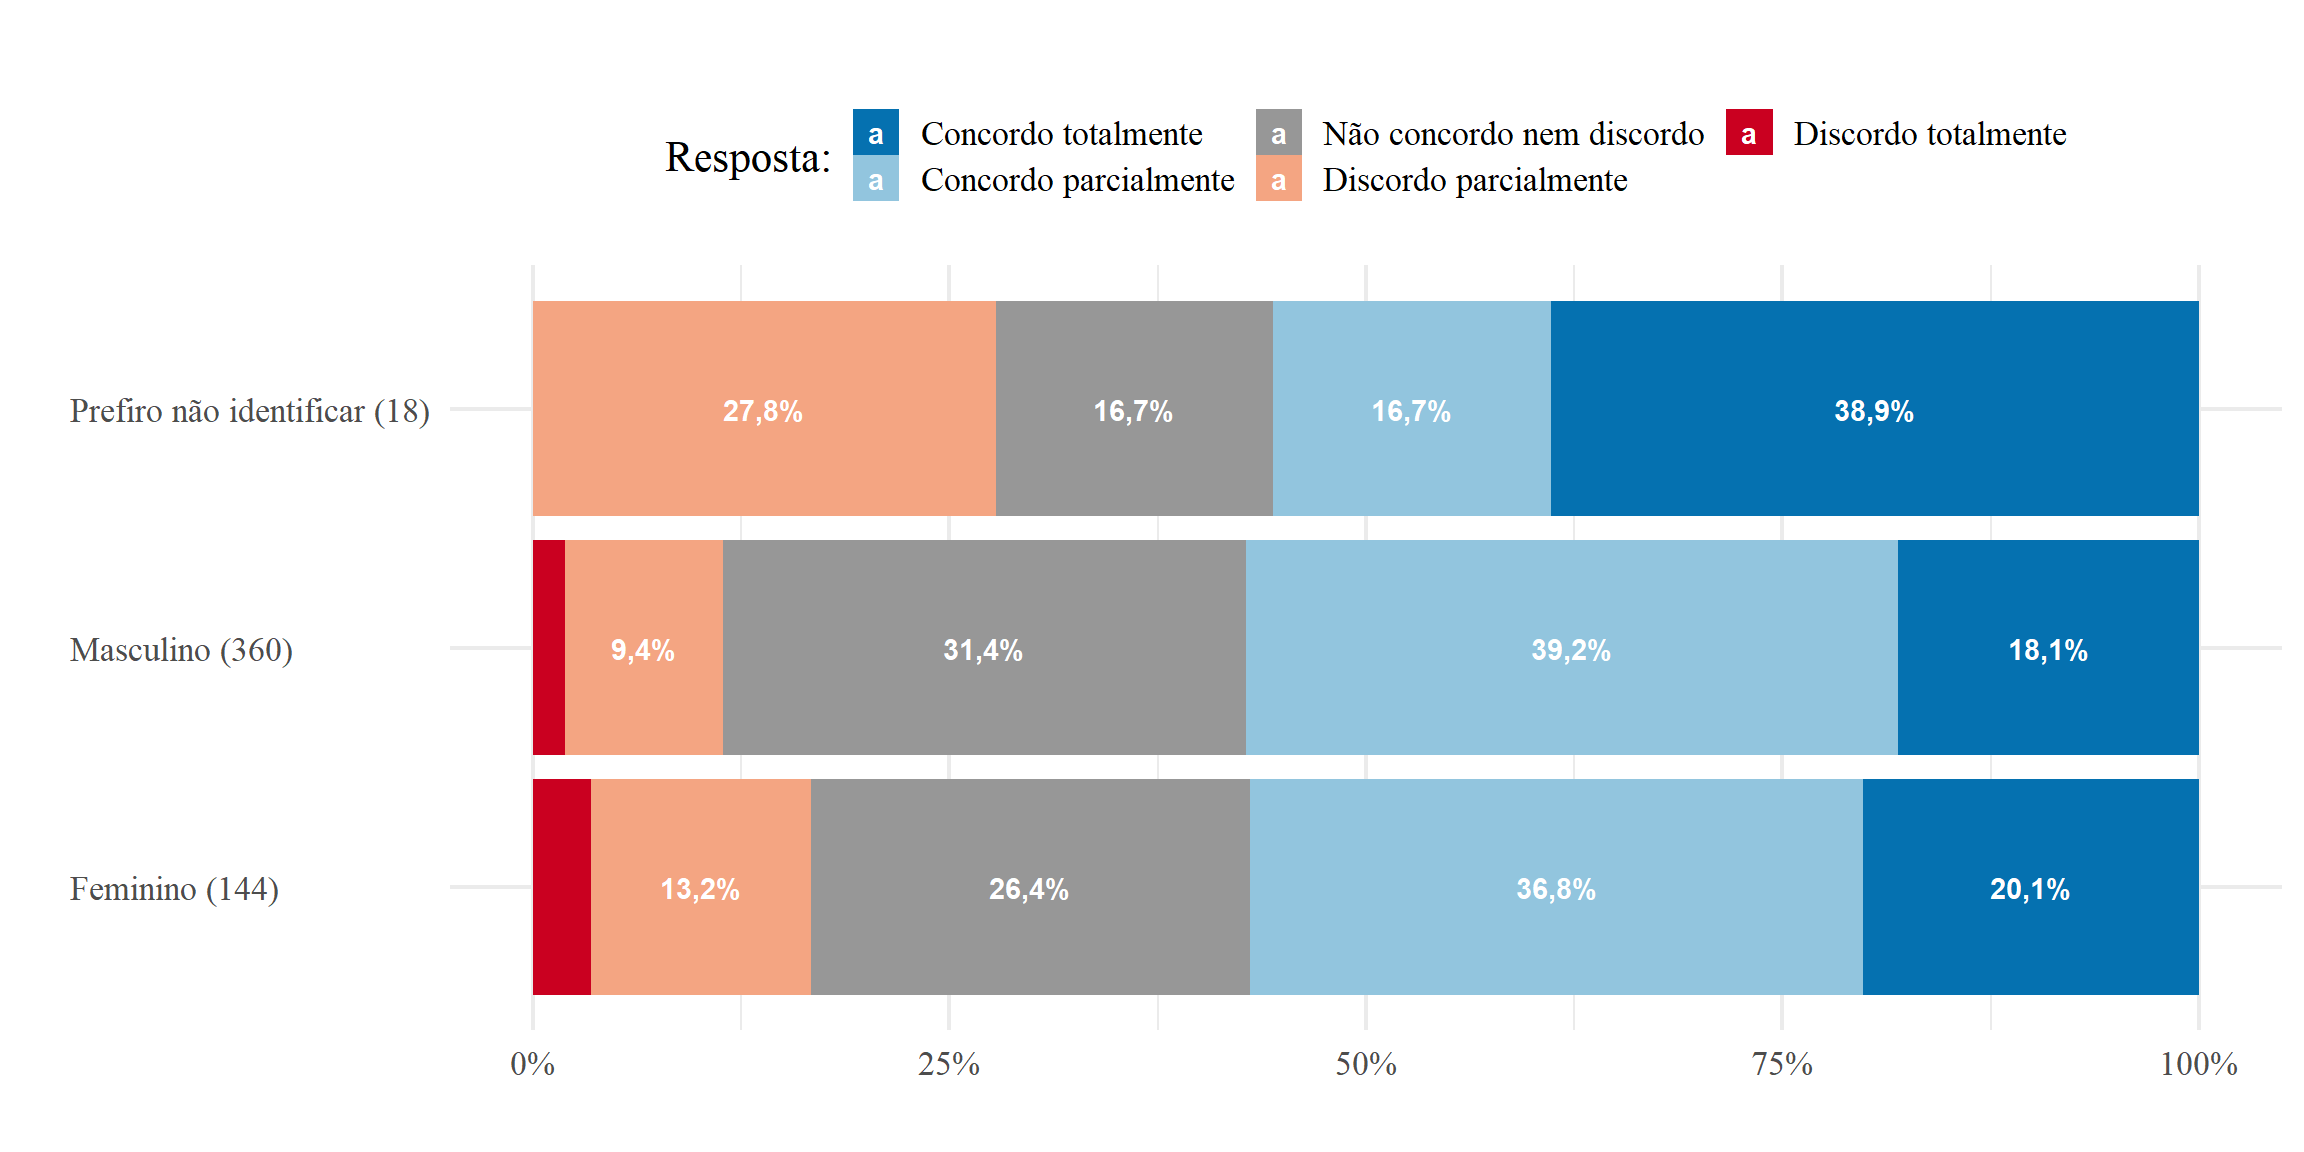 Resposta:
a Concordo totalmente
a Concordo parcialmente
a Não concordo nem discordo
a Discordo parcialmente
a Discordo totalmente
Prefiro não identificar (18)
27,8% 16,7% 16,7% 38,9%
Masculino (360)
9,4% 31,4% 39,2% 18,1%
Feminino (144)
13,2% 26,4% 36,8% 20,1%
0% 25% 50% 75% 100%